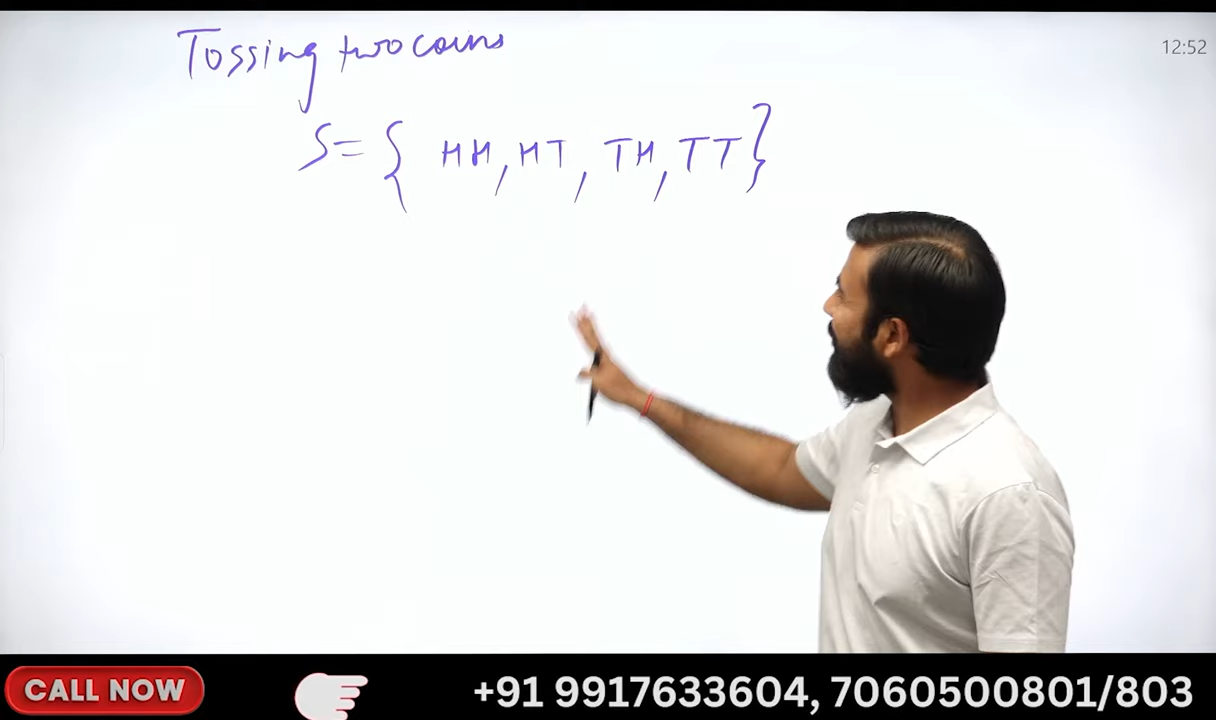 Tossing two coins
12:52
S = { HH, HT, TH, TT }
CALL NOW
+91 9917633604, 7060500801/803